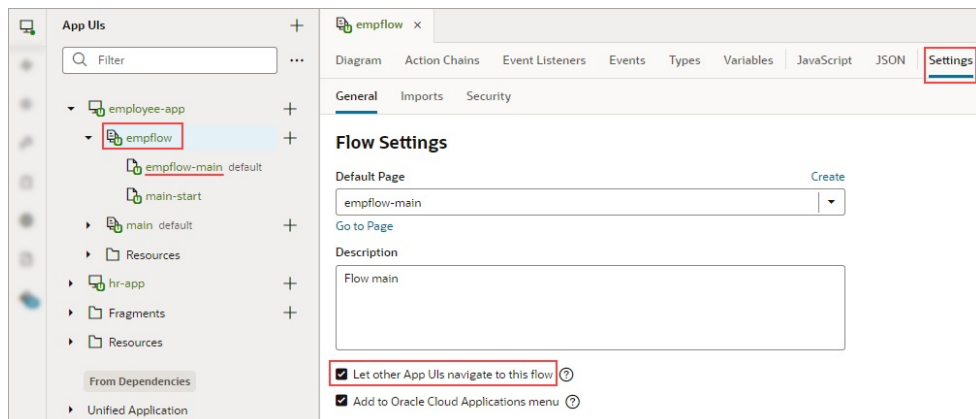 App UIs
Filter
employee-app
empflow
empflow-main default
main-start
main default
Resources
hr-app
Fragments
Resources
From Dependencies
Unified Application
empflow
Diagram Action Chains Event Listeners Events Types Variables JavaScript JSON Settings
General Imports Security
Flow Settings
Default Page Create
empflow-main
Go to Page
Description
Flow main
Let other App UIs navigate to this flow
Add to Oracle Cloud Applications menu